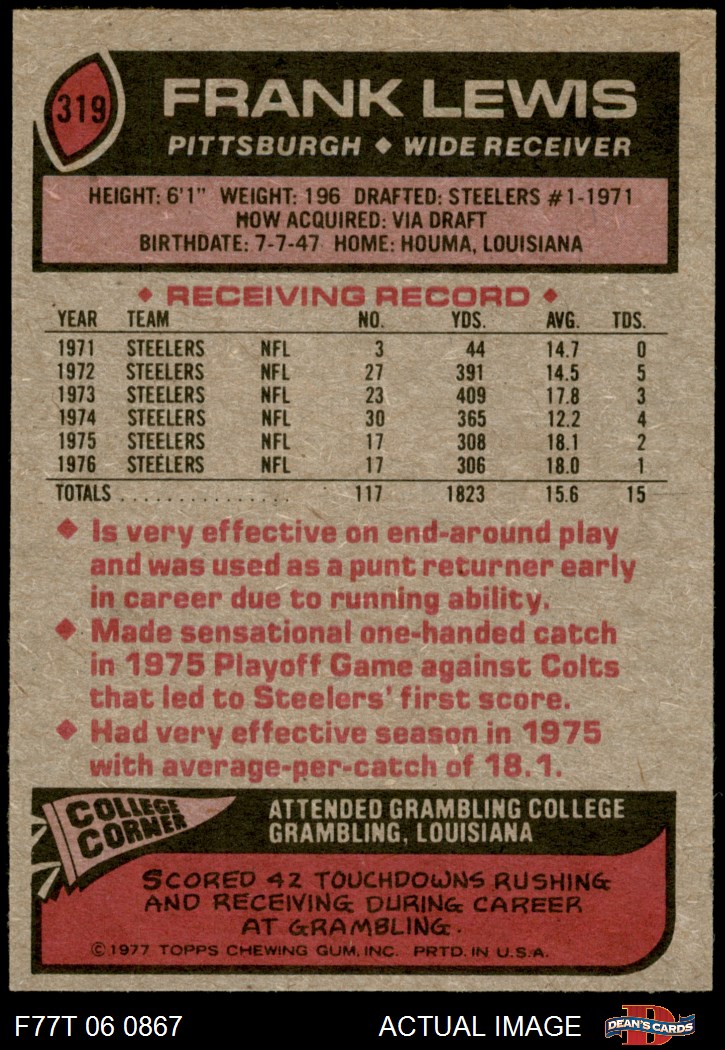 319
FRANK LEWIS
PITTSBURGH ◆ WIDE RECEIVER
HEIGHT: 6'1" WEIGHT: 196 DRAFTED: STEELERS #1-1971
HOW ACQUIRED: VIA DRAFT
BIRTHDATE: 7-7-47 HOME: HOUMA, LOUISIANA
◆ RECEIVING RECORD ◆
YEAR TEAM NO. YDS. AVG. TDS.
1971 STEELERS NFL 3 44 14.7 0
1972 STEELERS NFL 27 391 14.5 5
1973 STEELERS NFL 23 409 17.8 3
1974 STEELERS NFL 30 365 12.2 4
1975 STEELERS NFL 17 308 18.1 2
1976 STEELERS NFL 17 306 18.0 1
TOTALS . . . . . . . . . . . . . . . 117 1823 15.6 15
◆ Is very effective on end-around play
and was used as a punt returner early
in career due to running ability.
◆ Made sensational one-handed catch
in 1975 Playoff Game against Colts
that led to Steelers' first score.
◆ Had very effective season in 1975
with average-per-catch of 18.1.
COLLEGE
CORNER
ATTENDED GRAMBLING COLLEGE
GRAMBLING, LOUISIANA
SCORED 42 TOUCHDOWNS RUSHING
AND RECEIVING DURING CAREER
AT GRAMBLING.
© 1977 TOPPS CHEWING GUM, INC. PRTD. IN U.S.A.
F77T 06 0867 ACTUAL IMAGE
D
DEAN'S CARDS